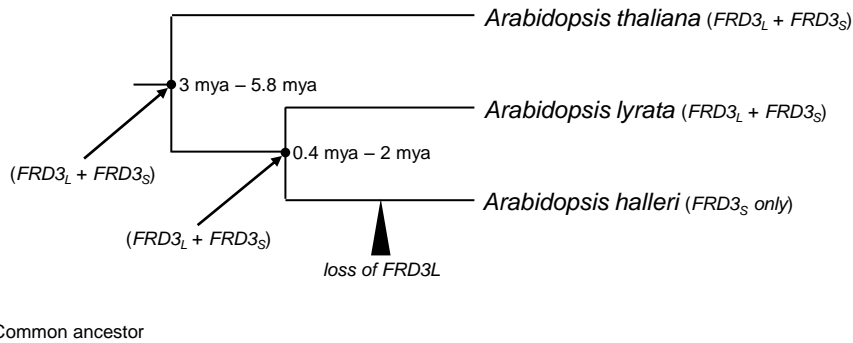 Arabidopsis thaliana (FRD3L + FRD3S)
3 mya – 5.8 mya
Arabidopsis lyrata (FRD3L + FRD3S)
0.4 mya – 2 mya
(FRD3L + FRD3S)
Arabidopsis halleri (FRD3S only)
(FRD3L + FRD3S)
loss of FRD3L
Common ancestor